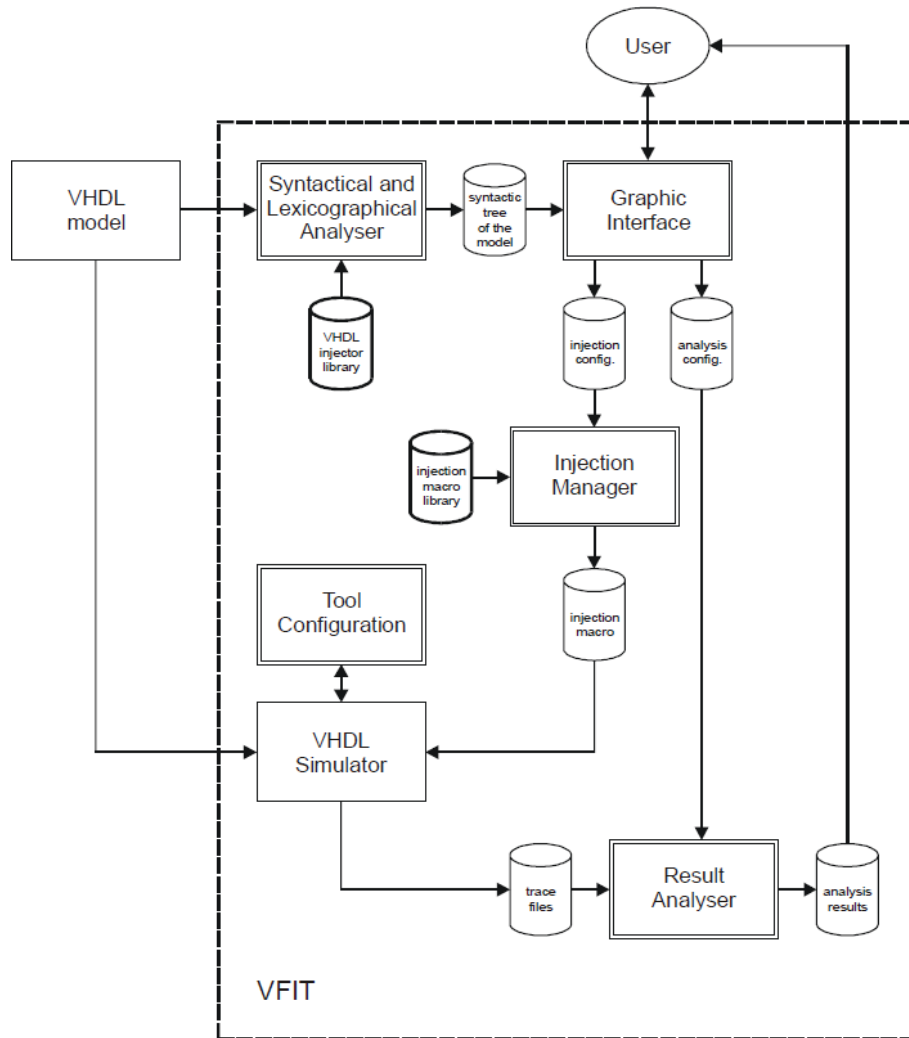 User
VHDL
model
Syntactical and
Lexicographical
Analyser
syntactic
tree
of the
model
Graphic
Interface
VHDL
injector
library
injection
config.
analysis
config.
injection
macro
library
Injection
Manager
Tool
Configuration
injection
macro
VHDL
Simulator
trace
files
Result
Analyser
analysis
results
VFIT